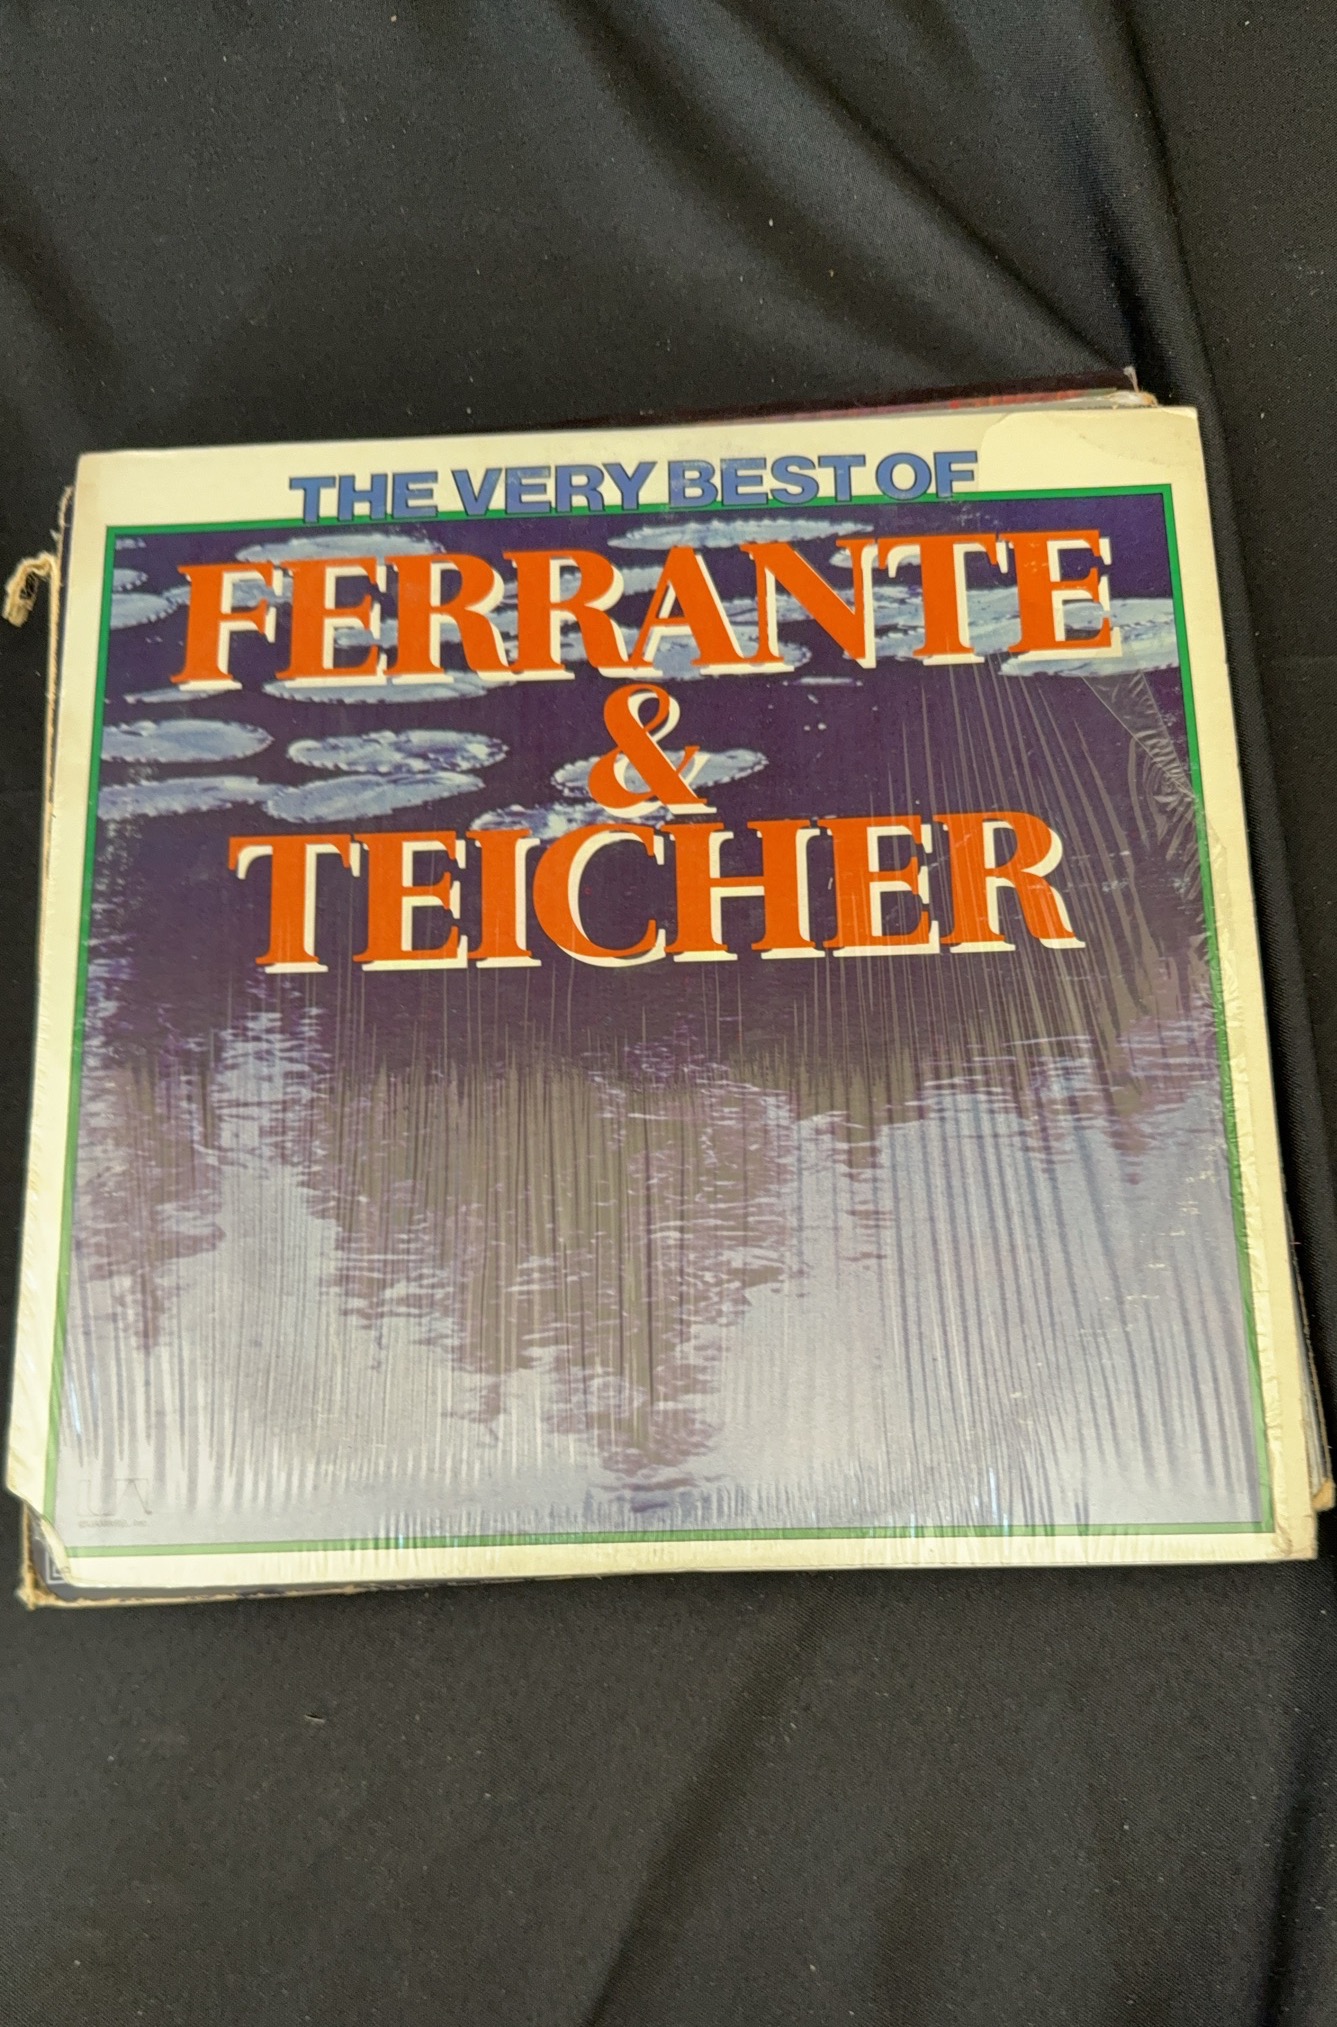 THE VERY BEST OF
FERRANTE
&
TEICHER
UA